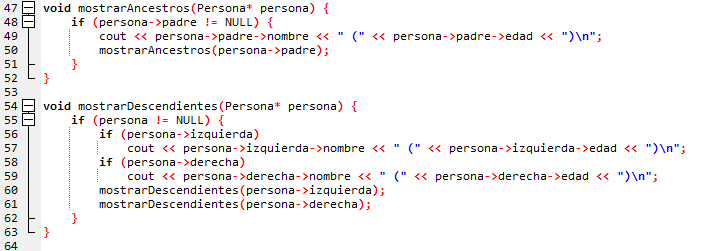 47 void mostrarAncestros(Persona* persona) {
48     if (persona->padre != NULL) {
49         cout << persona->padre->nombre << " (" << persona->padre->edad << ")\n";
50         mostrarAncestros(persona->padre);
51     }
52 }
53
54 void mostrarDescendientes(Persona* persona) {
55     if (persona != NULL) {
56         if (persona->izquierda)
57             cout << persona->izquierda->nombre << " (" << persona->izquierda->edad << ")\n";
58         if (persona->derecha)
59             cout << persona->derecha->nombre << " (" << persona->derecha->edad << ")\n";
60         mostrarDescendientes(persona->izquierda);
61         mostrarDescendientes(persona->derecha);
62     }
63 }
64